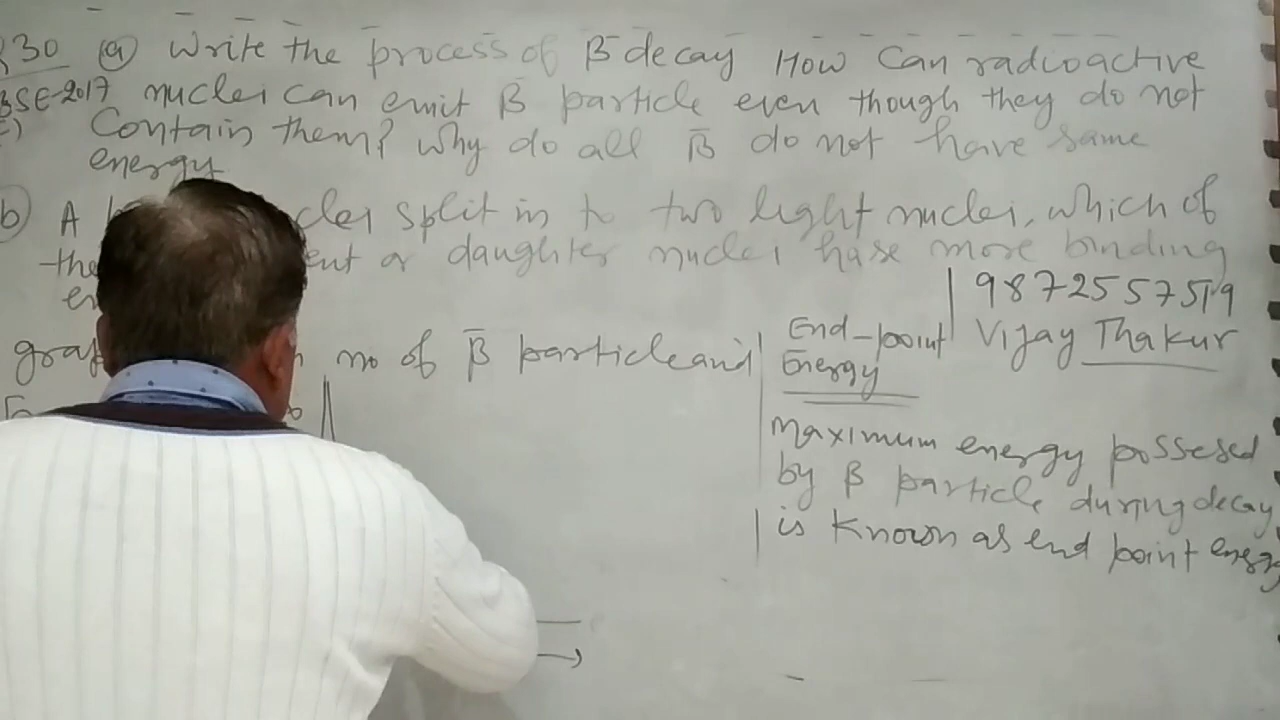 30 (a) Write the process of β̄ decay How Can radioactive
BSE-2017 nuclei can emit β particle even though they do not
Contain them? Why do all β̄ do not have same
energy
b) A split in to two light nuclei, which of
the or daughter nuclei have more binding
9872557519
Vijay Thakur
no of β̄ particle and
End-point
Energy
Maximum energy possesed
by β particle during decay
is known as end point energy